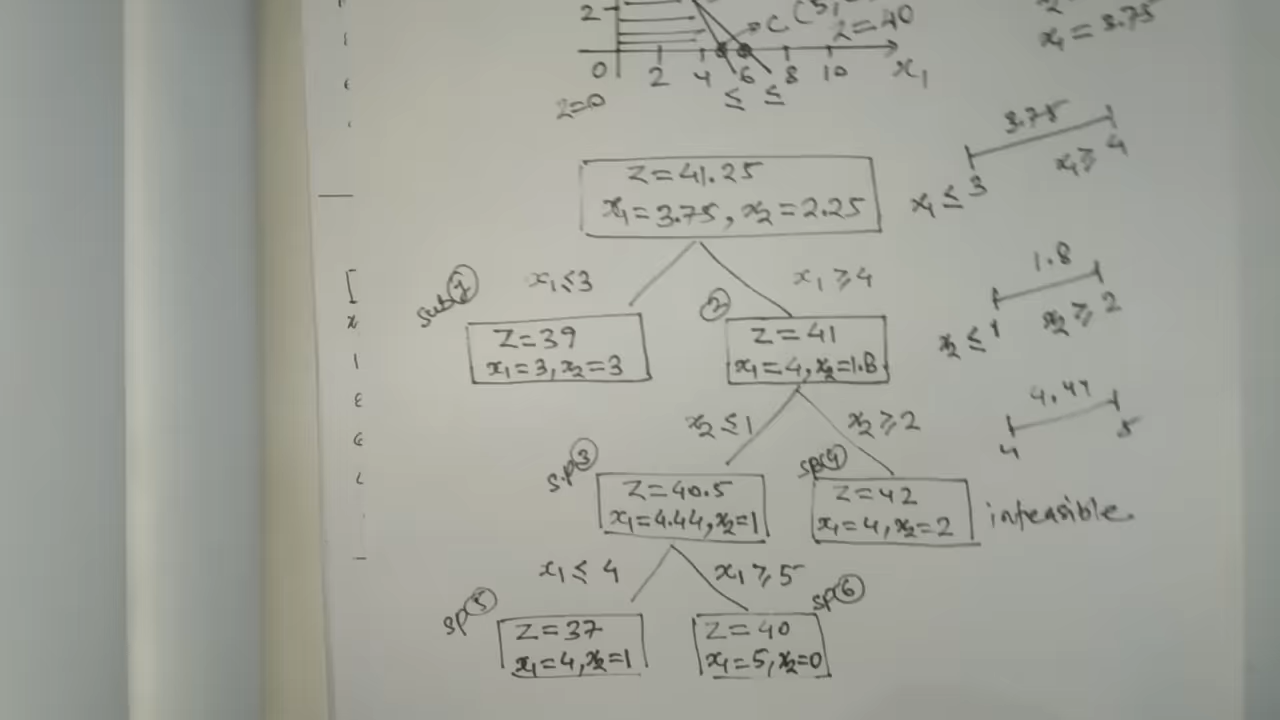 2
C (5,
Z=40
x₁ = 3.75
0 2 4 6 8 10 x₁
Z=0
≤ ≤
Z=41.25
x₁=3.75, x₂=2.25
3.75
x₁ ≤ 3 x₁ ≥ 4
sub 1 x₁≤3 x₁ ≥4
2
Z=39
x₁=3, x₂=3
Z=41
x₁=4, x₂=1.8
1.8
x₂ ≤ 1 x₂ ≥ 2
x₂ ≤1 x₂ ≥2
4.44
4 5
s.p 3
Z=40.5
x₁=4.44, x₂=1
sp 4
Z=42
x₁=4, x₂=2
infeasible.
x₁ ≤ 4 x₁ ≥5
sp 5
Z=37
x₁=4, x₂=1
sp 6
Z=40
x₁=5, x₂=0